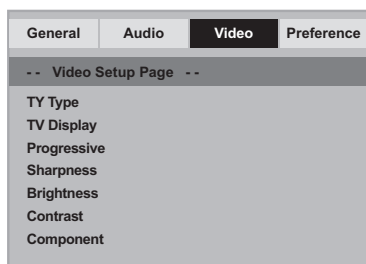 General Audio Video Preference
-- Video Setup Page --
TY Type
TV Display
Progressive
Sharpness
Brightness
Contrast
Component